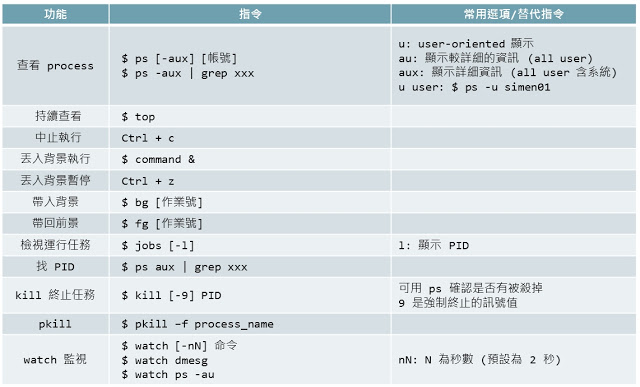 功能 指令 常用選項/替代指令
查看 process
$ ps [-aux] [帳號]
$ ps -aux | grep xxx
u: user-oriented 顯示
au: 顯示較詳細的資訊 (all user)
aux: 顯示詳細資訊 (all user 含系統)
u user: $ ps -u simen01
持續查看 $ top
中止執行 Ctrl + c
丟入背景執行 $ command &
丟入背景暫停 Ctrl + z
帶入背景 $ bg [作業號]
帶回前景 $ fg [作業號]
檢視運行任務 $ jobs [-l] l: 顯示 PID
找 PID $ ps aux | grep xxx
kill 終止任務 $ kill [-9] PID
可用 ps 確認是否有被殺掉
9 是強制終止的訊號值
pkill $ pkill –f process_name
watch 監視
$ watch [-nN] 命令
$ watch dmesg
$ watch ps -au
nN: N 為秒數 (預設為 2 秒)